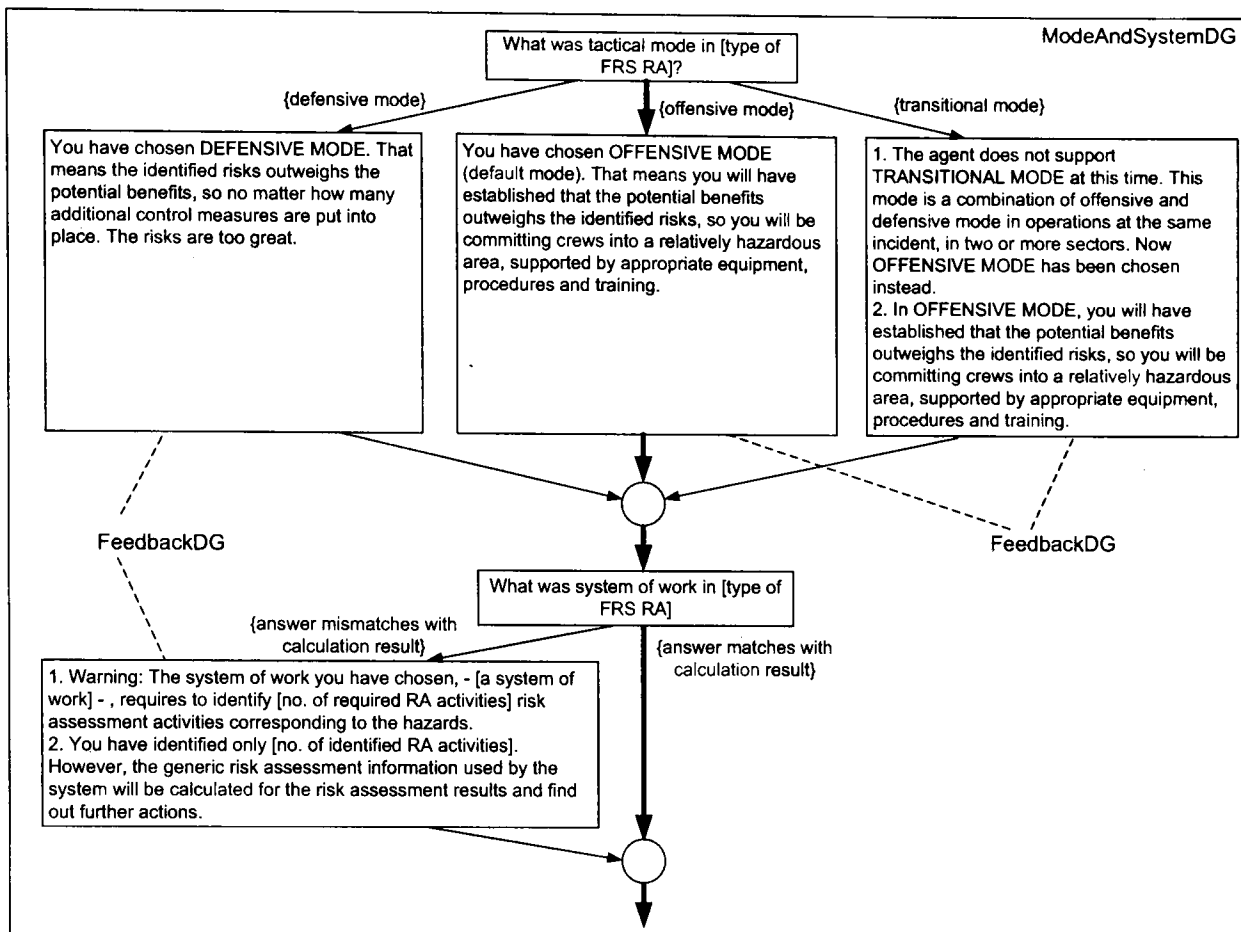 ModeAndSystemDG
What was tactical mode in [type of
FRS RA]?
{defensive mode}
{offensive mode}
{transitional mode}
You have chosen DEFENSIVE MODE. That
means the identified risks outweighs the
potential benefits, so no matter how many
additional control measures are put into
place. The risks are too great.
You have chosen OFFENSIVE MODE
(default mode). That means you will have
established that the potential benefits
outweighs the identified risks, so you will be
committing crews into a relatively hazardous
area, supported by appropriate equipment,
procedures and training.
1. The agent does not support
TRANSITIONAL MODE at this time. This
mode is a combination of offensive and
defensive mode in operations at the same
incident, in two or more sectors. Now
OFFENSIVE MODE has been chosen
instead.
2. In OFFENSIVE MODE, you will have
established that the potential benefits
outweighs the identified risks, so you will be
committing crews into a relatively hazardous
area, supported by appropriate equipment,
procedures and training.
FeedbackDG
FeedbackDG
What was system of work in [type of
FRS RA]
{answer mismatches with
calculation result}
{answer matches with
calculation result}
1. Warning: The system of work you have chosen, - [a system of
work] - , requires to identify [no. of required RA activities] risk
assessment activities corresponding to the hazards.
2. You have identified only [no. of identified RA activities].
However, the generic risk assessment information used by the
system will be calculated for the risk assessment results and find
out further actions.